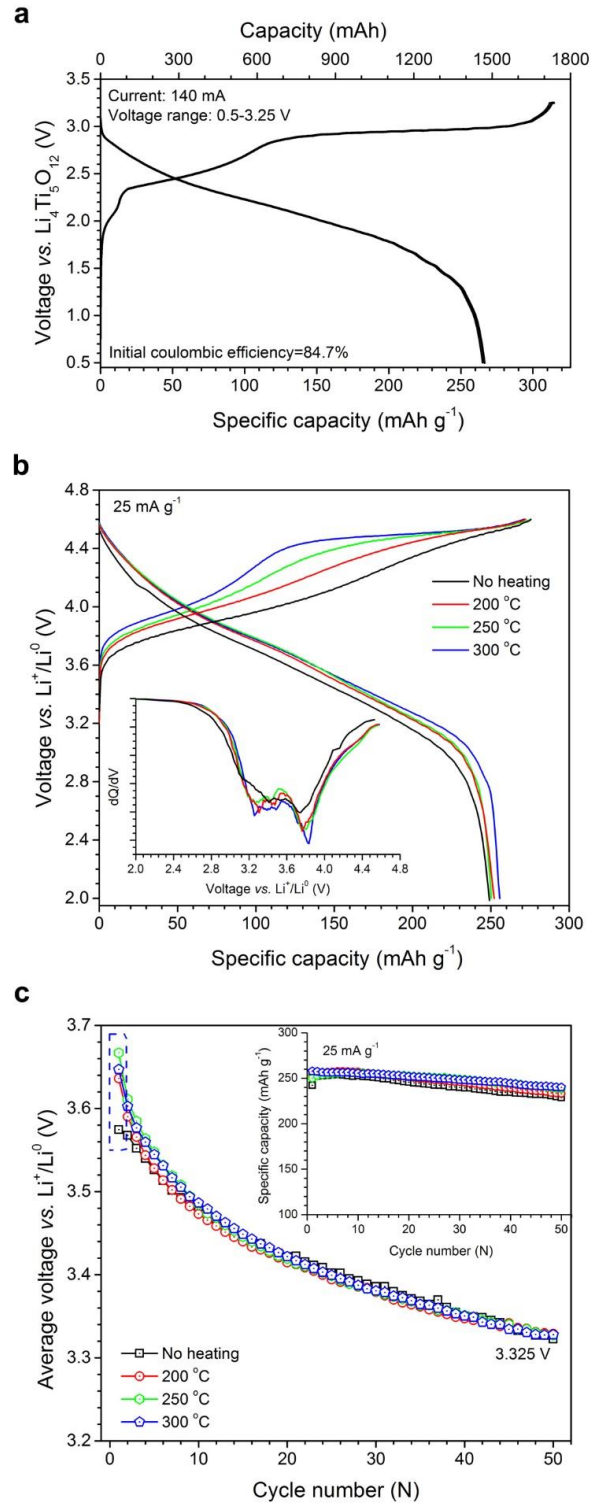 a
Capacity (mAh)
0 300 600 900 1200 1500 1800
3.5
3.0
2.5
2.0
1.5
1.0
0.5
Voltage vs. Li4Ti5O12 (V)
Current: 140 mA
Voltage range: 0.5-3.25 V
Initial coulombic efficiency=84.7%
0 50 100 150 200 250 300
Specific capacity (mAh g-1)
b
4.8
4.4
4.0
3.6
3.2
2.8
2.4
2.0
Voltage vs. Li+/Li0 (V)
25 mA g-1
No heating
200 oC
250 oC
300 oC
dQ/dV
2.0 2.4 2.8 3.2 3.6 4.0 4.4 4.8
Voltage vs. Li+/Li0 (V)
0 50 100 150 200 250 300
Specific capacity (mAh g-1)
c
3.7
3.6
3.5
3.4
3.3
3.2
Average voltage vs. Li+/Li0 (V)
300
250
200
150
100
Specific capacity (mAh g-1)
25 mA g-1
0 10 20 30 40 50
Cycle number (N)
No heating
200 oC
250 oC
300 oC
3.325 V
0 10 20 30 40 50
Cycle number (N)